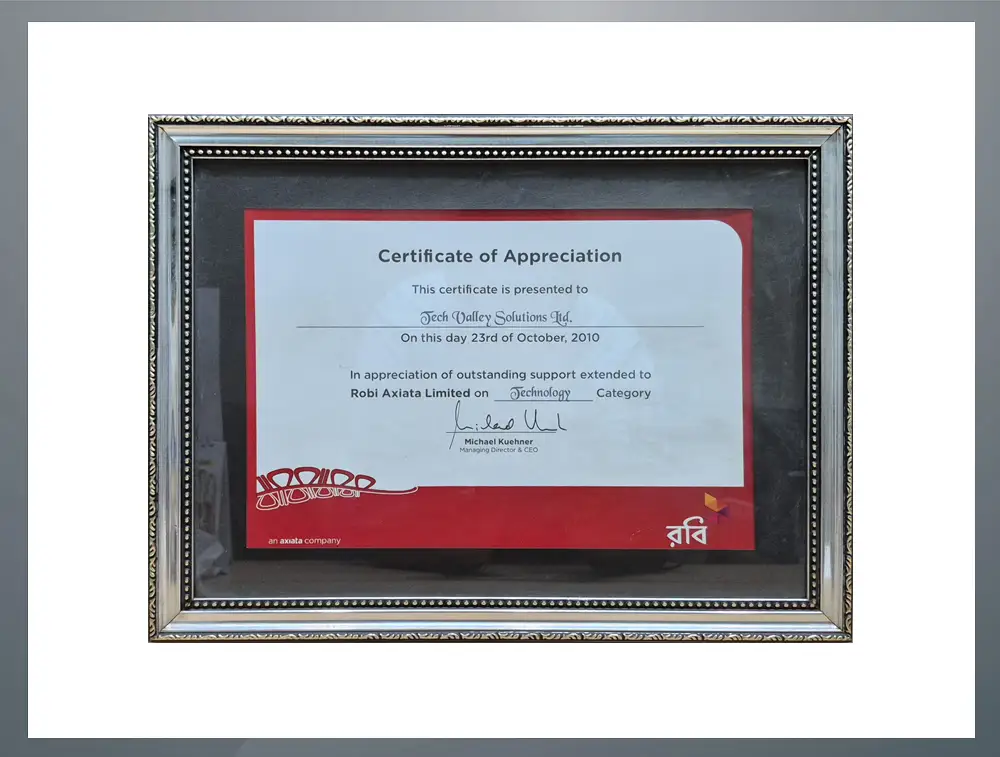 Certificate of Appreciation
This certificate is presented to
Tech Valley Solutions Ltd.
On this day 23rd of October, 2010
In appreciation of outstanding support extended to
Robi Axiata Limited on Technology Category
Michael Kuehner
Managing Director & CEO
an axiata company
রবি